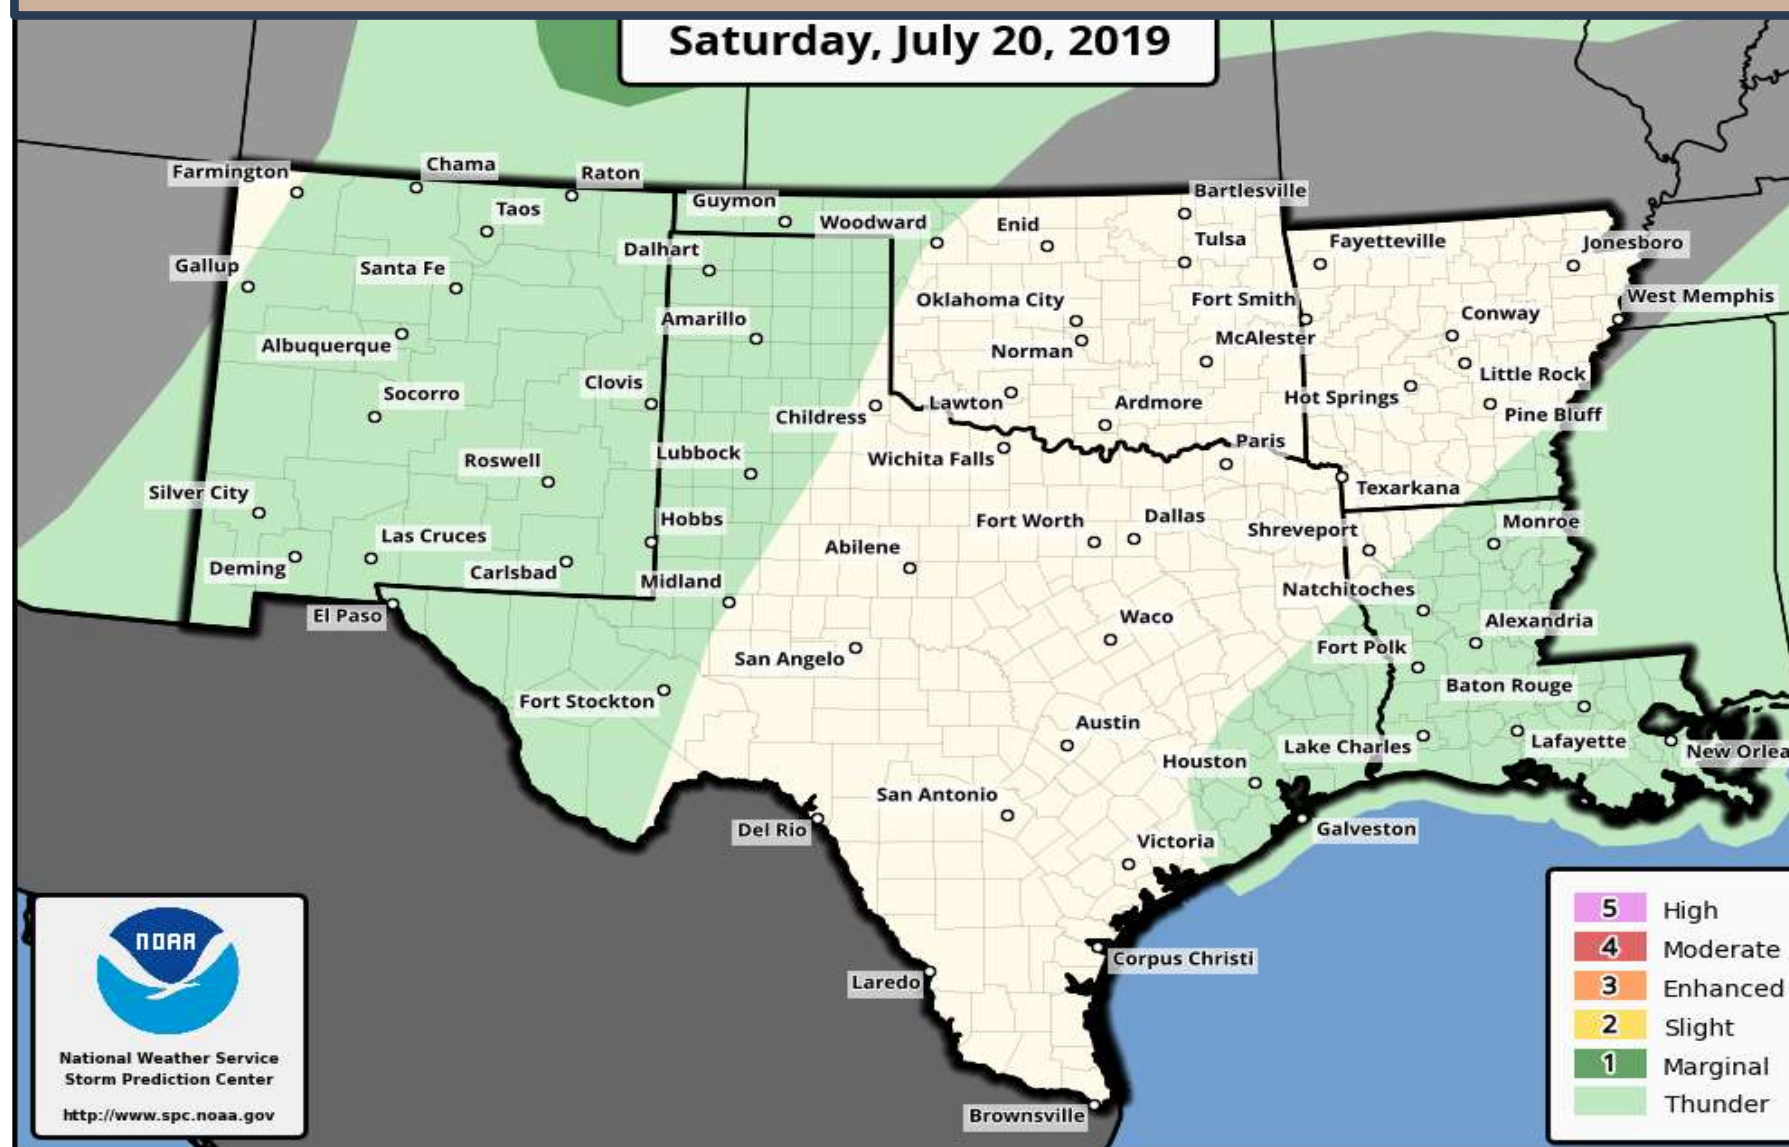 Saturday, July 20, 2019
Farmington
Chama
Raton
Taos
Guymon
Woodward
Enid
Bartlesville
Tulsa
Fayetteville
Jonesboro
Gallup
Santa Fe
Dalhart
Oklahoma City
Fort Smith
Conway
West Memphis
Albuquerque
Amarillo
Norman
McAlester
Little Rock
Socorro
Clovis
Childress
Lawton
Ardmore
Hot Springs
Pine Bluff
Roswell
Lubbock
Wichita Falls
Paris
Texarkana
Silver City
Hobbs
Fort Worth
Dallas
Shreveport
Monroe
Las Cruces
Deming
Carlsbad
Midland
Abilene
Natchitoches
El Paso
Waco
Alexandria
San Angelo
Fort Polk
Fort Stockton
Baton Rouge
Austin
Lake Charles
Lafayette
New Orlea
Houston
San Antonio
Del Rio
Victoria
Galveston
Corpus Christi
Laredo
Brownsville
NOAA
National Weather Service
Storm Prediction Center
http://www.spc.noaa.gov
5 High
4 Moderate
3 Enhanced
2 Slight
1 Marginal
Thunder